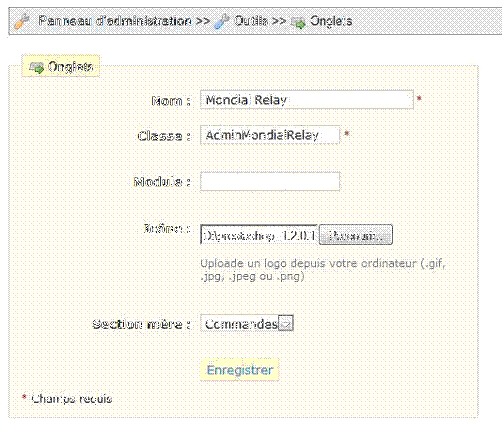 Panneau d'administration >> Outils >> Onglets
Onglets
Nom : Mondial Relay *
Classe : AdminMondialRelay *
Module :
Icône : D:\prestashop_1.2.0.1 Parcourir...
Uploade un logo depuis votre ordinateur (.gif,
.jpg, .jpeg ou .png)
Section mère : Commandes
Enregistrer
* Champs requis